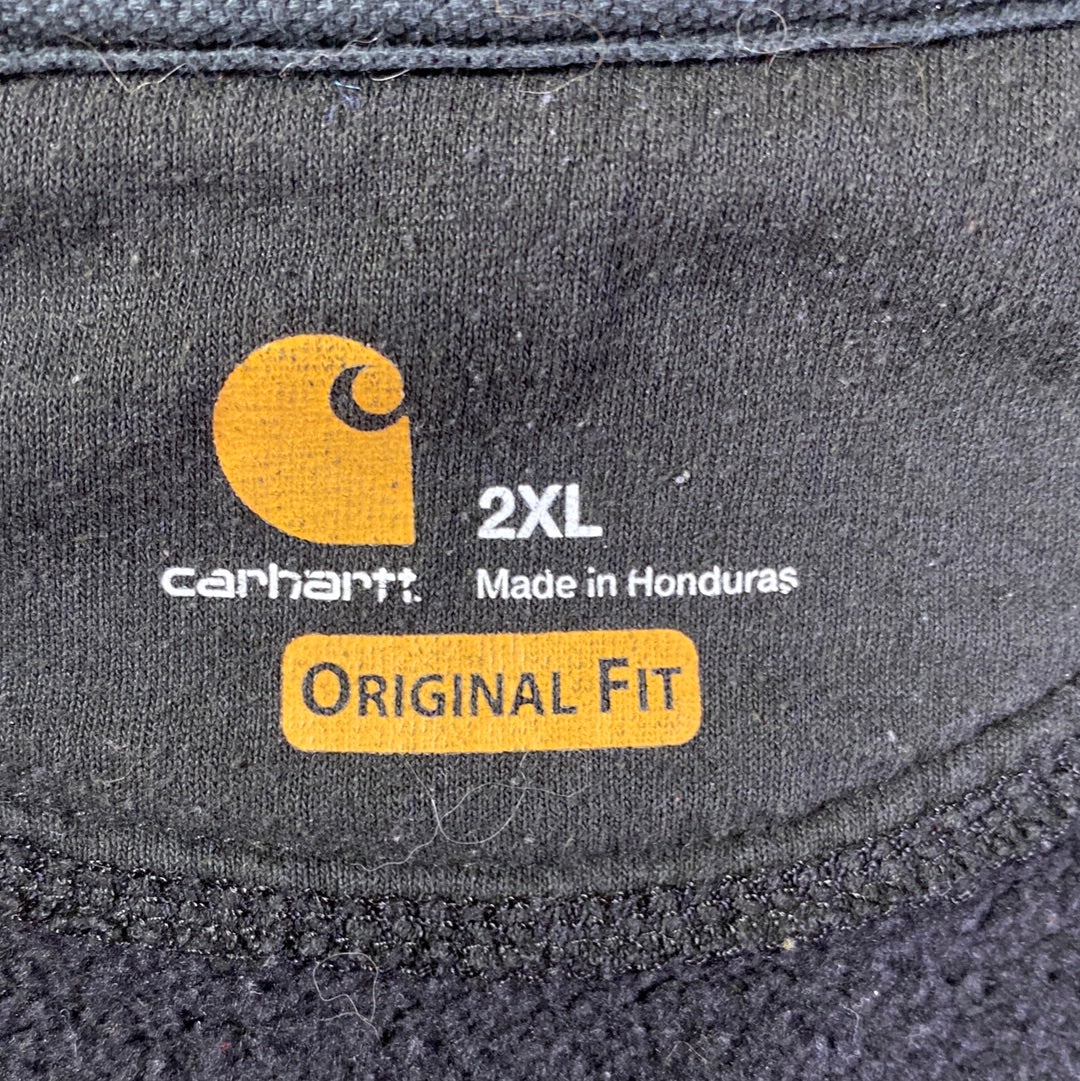 2XL
carhartt
Made in Honduras
ORIGINAL FIT